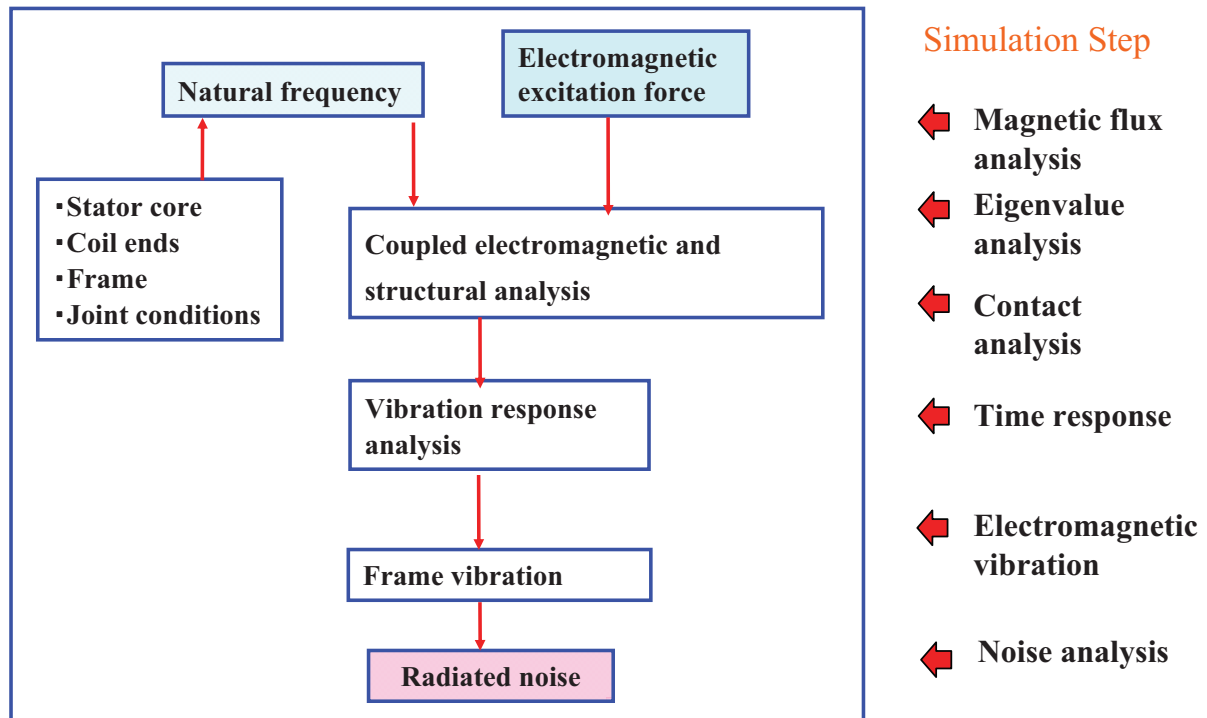 Simulation Step
Electromagnetic
excitation force
Natural frequency
・Stator core
・Coil ends
・Frame
・Joint conditions
Coupled electromagnetic and
structural analysis
Vibration response
analysis
Frame vibration
Radiated noise
Magnetic flux
analysis
Eigenvalue
analysis
Contact
analysis
Time response
Electromagnetic
vibration
Noise analysis